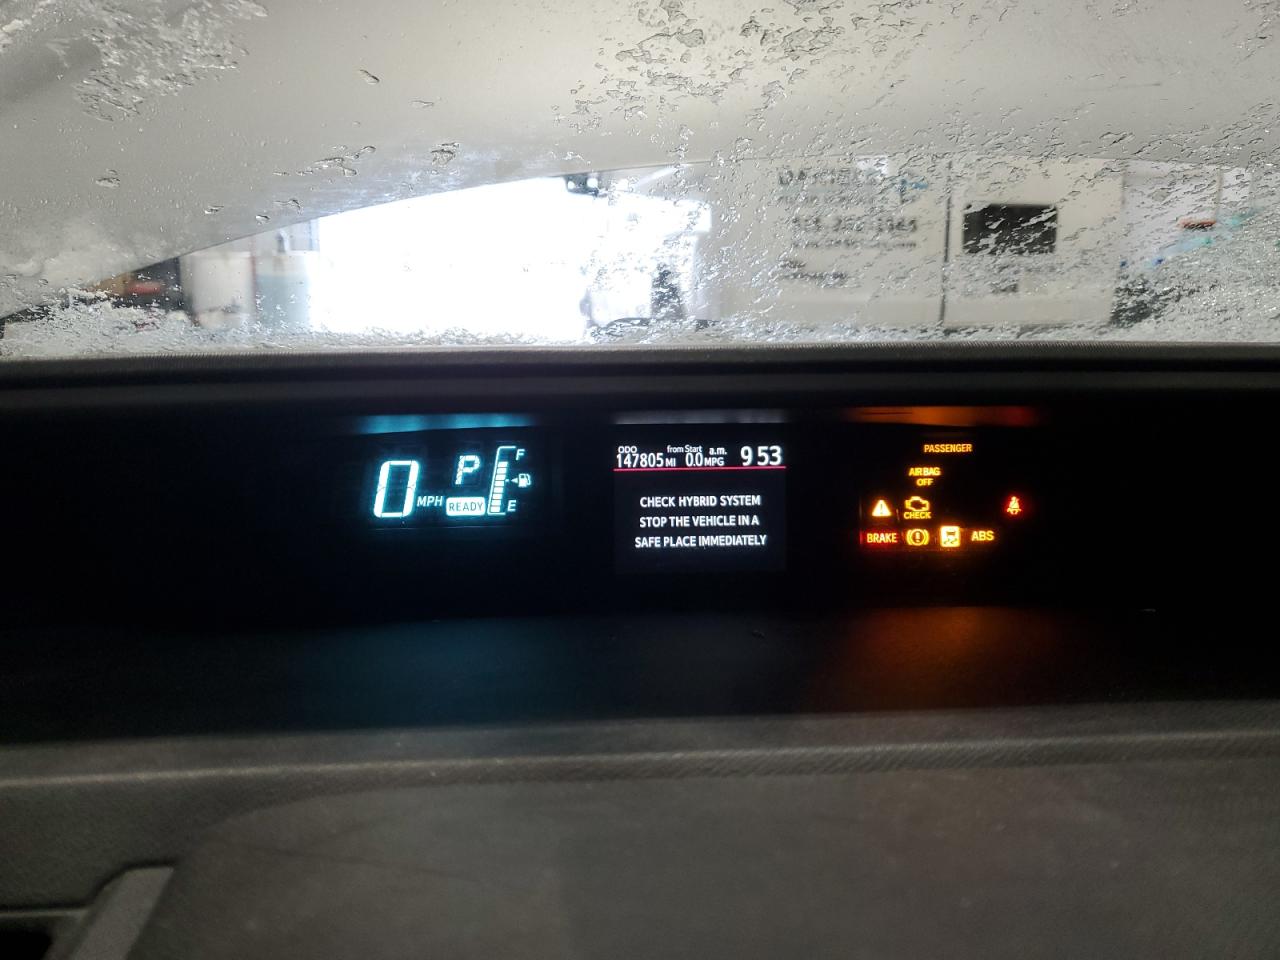 0 MPH
P
READY
F
E
ODO
147805 MI
from Start
0.0 MPG
a.m.
9 53
CHECK HYBRID SYSTEM
STOP THE VEHICLE IN A
SAFE PLACE IMMEDIATELY
PASSENGER
AIR BAG
OFF
CHECK
BRAKE
ABS